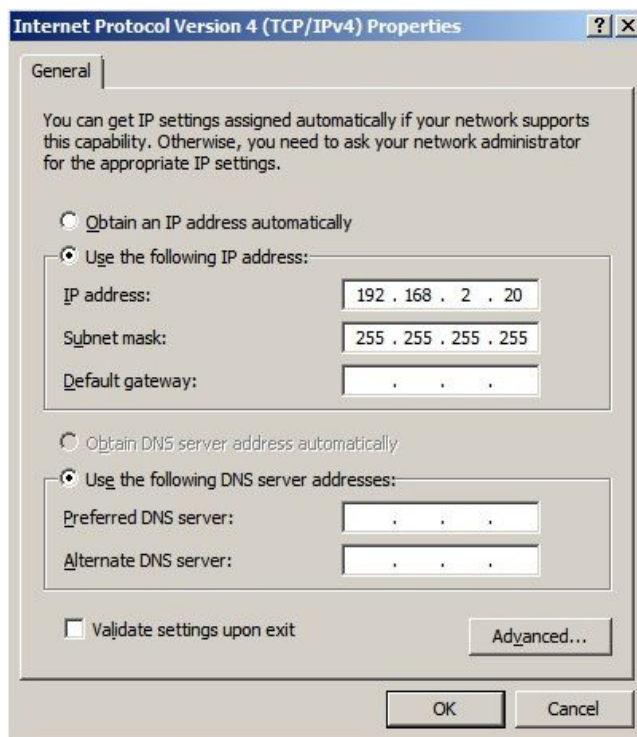 Internet Protocol Version 4 (TCP/IPv4) Properties
General
You can get IP settings assigned automatically if your network supports
this capability. Otherwise, you need to ask your network administrator
for the appropriate IP settings.
Obtain an IP address automatically
Use the following IP address:
IP address: 192 . 168 . 2 . 20
Subnet mask: 255 . 255 . 255 . 255
Default gateway: . . .
Obtain DNS server address automatically
Use the following DNS server addresses:
Preferred DNS server: . . .
Alternate DNS server: . . .
Validate settings upon exit
Advanced...
OK Cancel